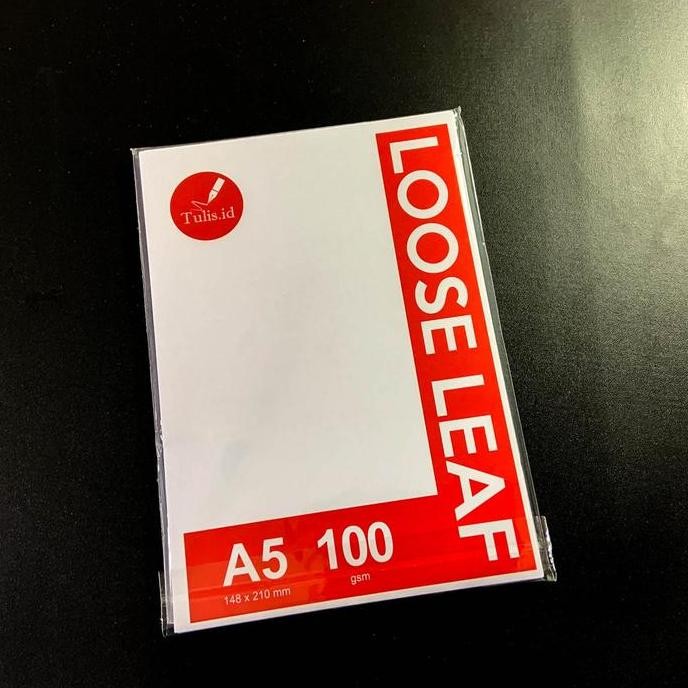 Tulis.id
LOOSE LEAF
A5 100
148 x 210 mm gsm